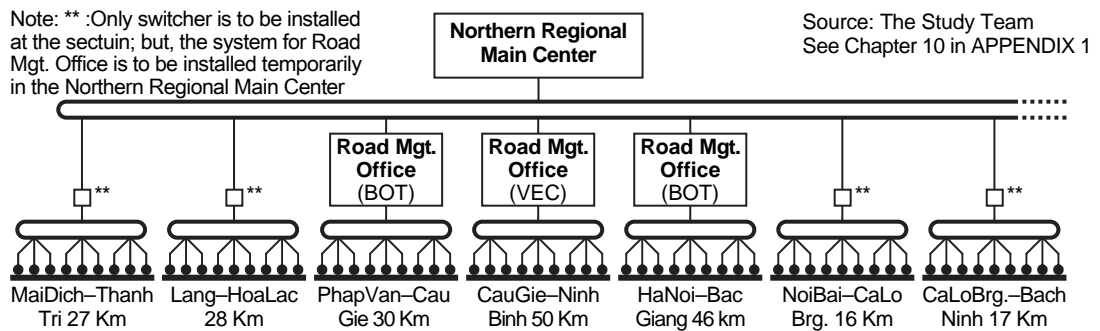 Note: ** :Only switcher is to be installed
at the sectuin; but, the system for Road
Mgt. Office is to be installed temporarily
in the Northern Regional Main Center
Northern Regional
Main Center
Source: The Study Team
See Chapter 10 in APPENDIX 1
**
**
Road Mgt.
Office
(BOT)
Road Mgt.
Office
(VEC)
Road Mgt.
Office
(BOT)
**
**
MaiDich–Thanh
Tri 27 Km
Lang–HoaLac
28 Km
PhapVan–Cau
Gie 30 Km
CauGie–Ninh
Binh 50 Km
HaNoi–Bac
Giang 46 km
NoiBai–CaLo
Brg. 16 Km
CaLoBrg.–Bach
Ninh 17 Km